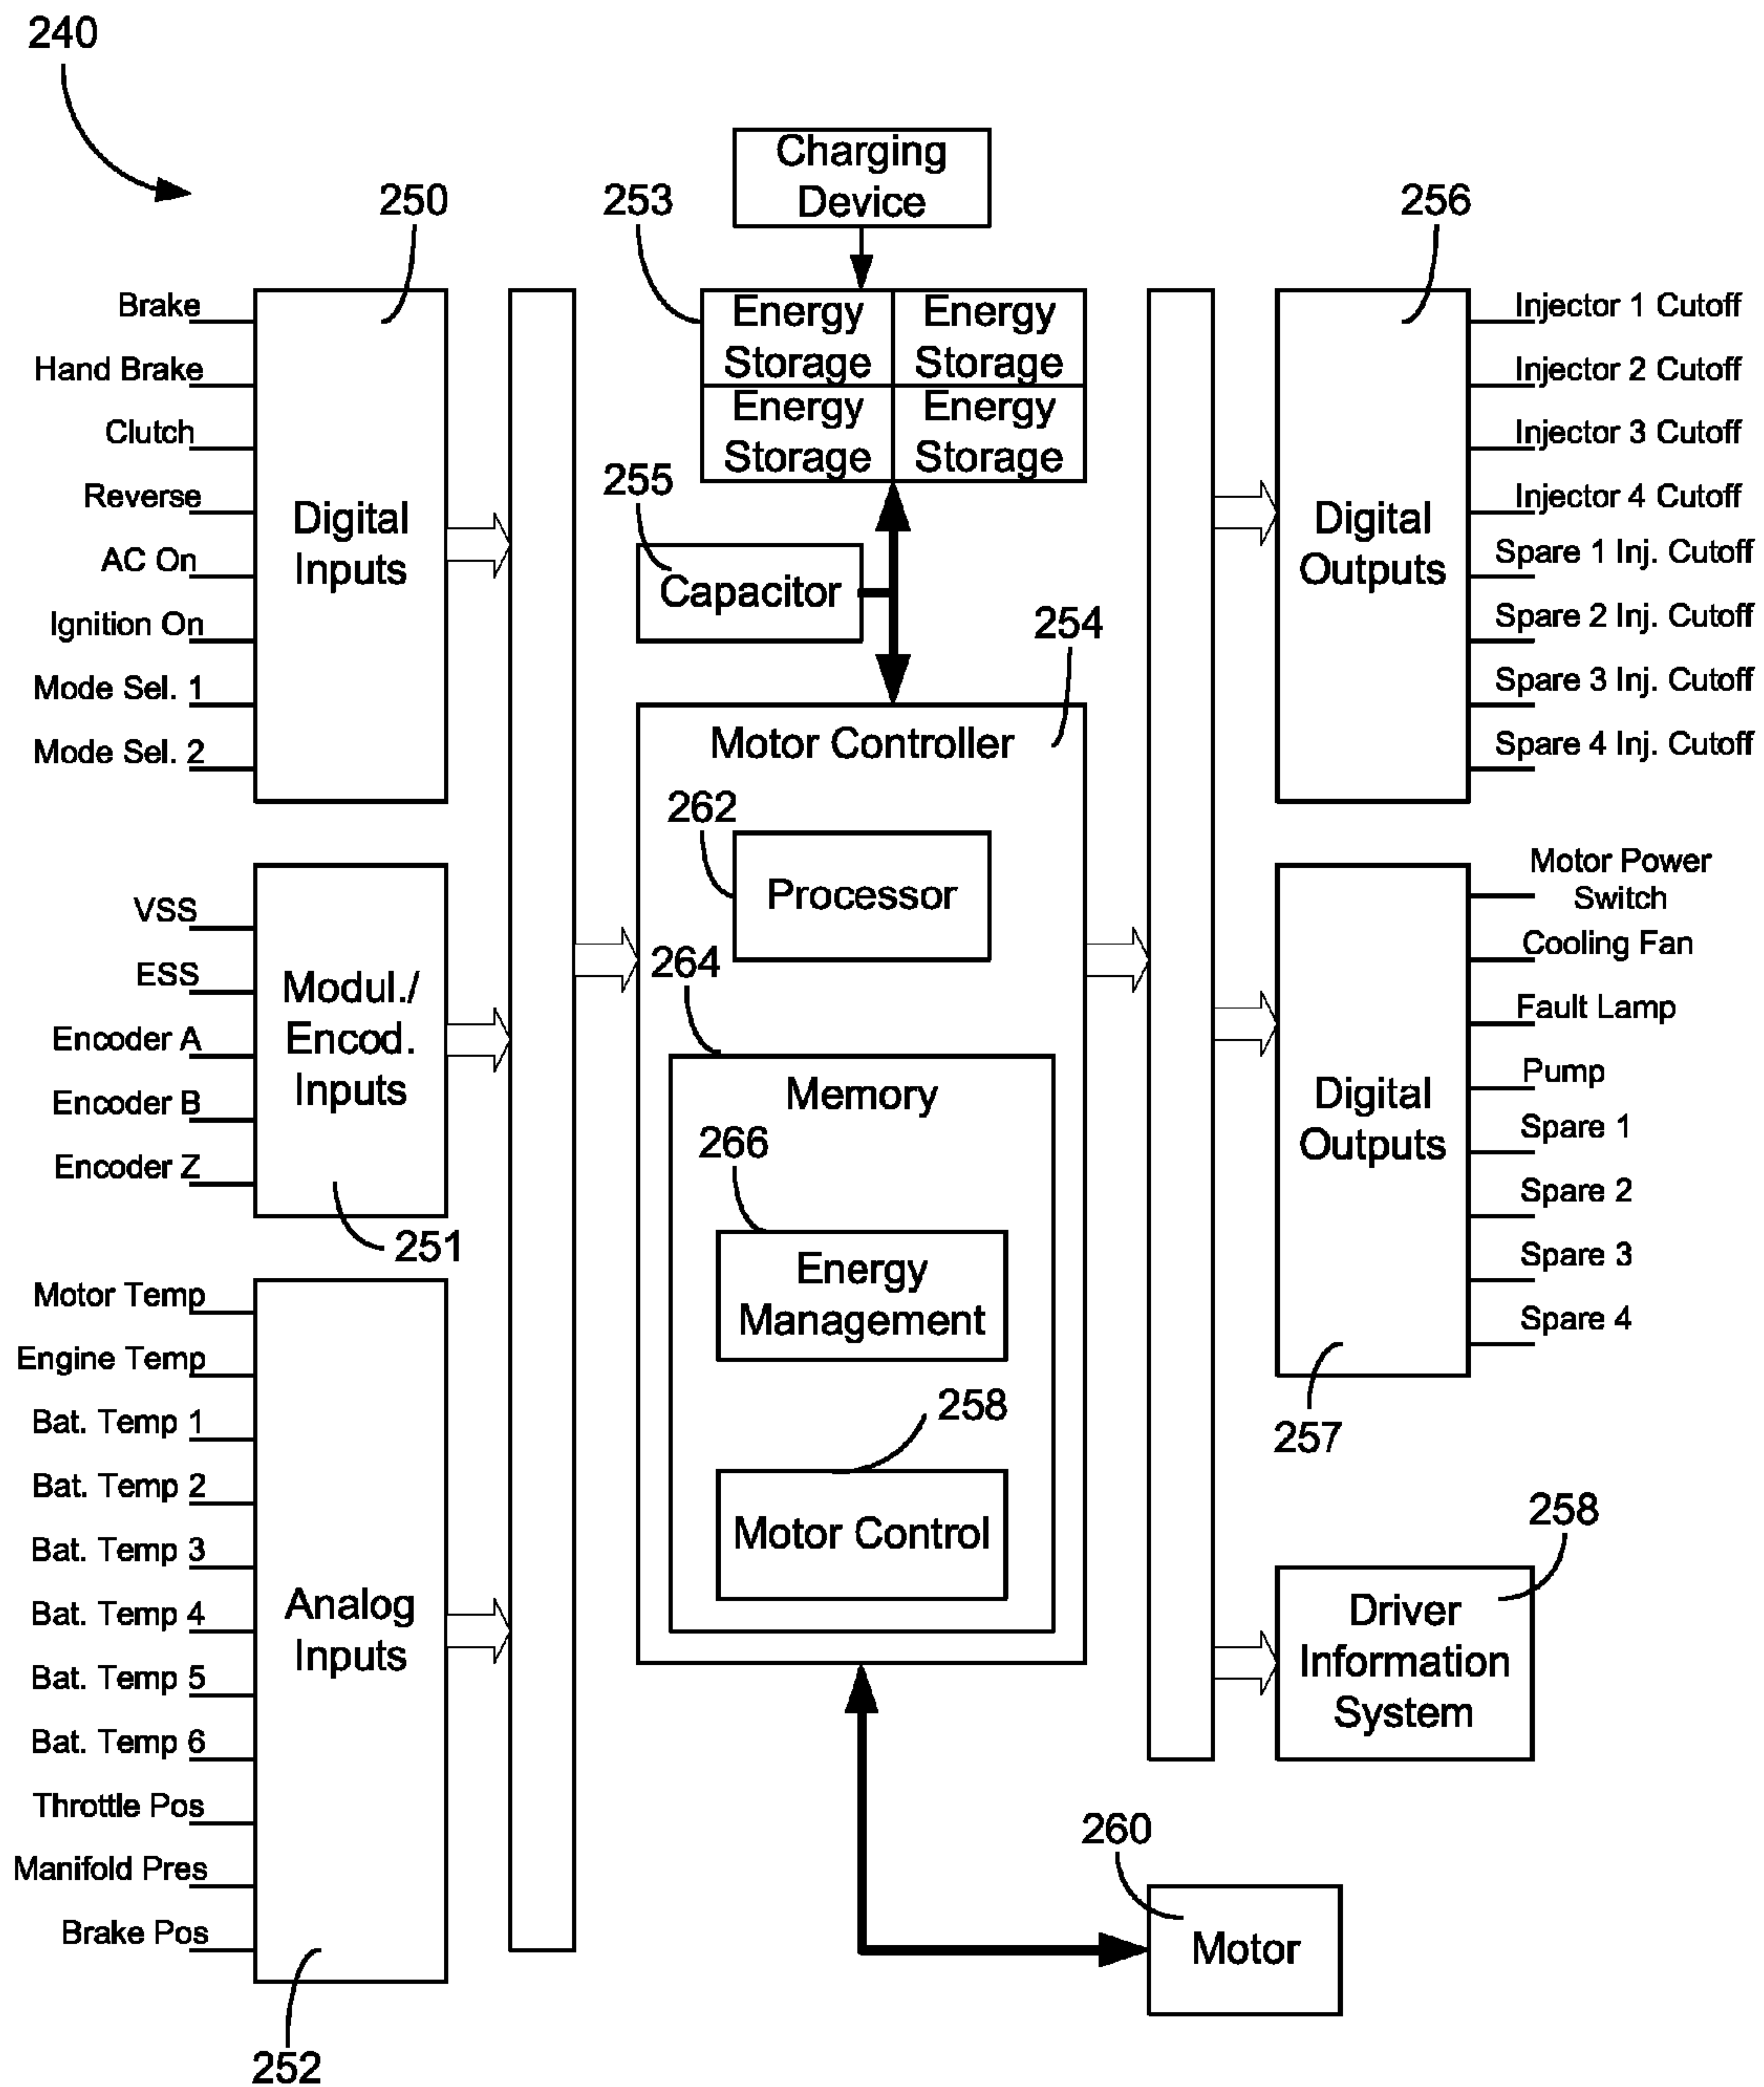 240
Charging
Device
250
253
256
Brake
Hand Brake
Clutch
Reverse
AC On
Ignition On
Mode Sel. 1
Mode Sel. 2
Digital
Inputs
Energy
Storage
Energy
Storage
Energy
Storage
Energy
Storage
255
Capacitor
254
Digital
Outputs
Injector 1 Cutoff
Injector 2 Cutoff
Injector 3 Cutoff
Injector 4 Cutoff
Spare 1 Inj. Cutoff
Spare 2 Inj. Cutoff
Spare 3 Inj. Cutoff
Spare 4 Inj. Cutoff
Motor Controller
262
Processor
264
Memory
266
Energy
Management
258
Motor Control
VSS
ESS
Encoder A
Encoder B
Encoder Z
Modul./
Encod.
Inputs
251
Digital
Outputs
Motor Power
Switch
Cooling Fan
Fault Lamp
Pump
Spare 1
Spare 2
Spare 3
Spare 4
257
Motor Temp
Engine Temp
Bat. Temp 1
Bat. Temp 2
Bat. Temp 3
Bat. Temp 4
Bat. Temp 5
Bat. Temp 6
Throttle Pos
Manifold Pres
Brake Pos
Analog
Inputs
252
258
Driver
Information
System
260
Motor